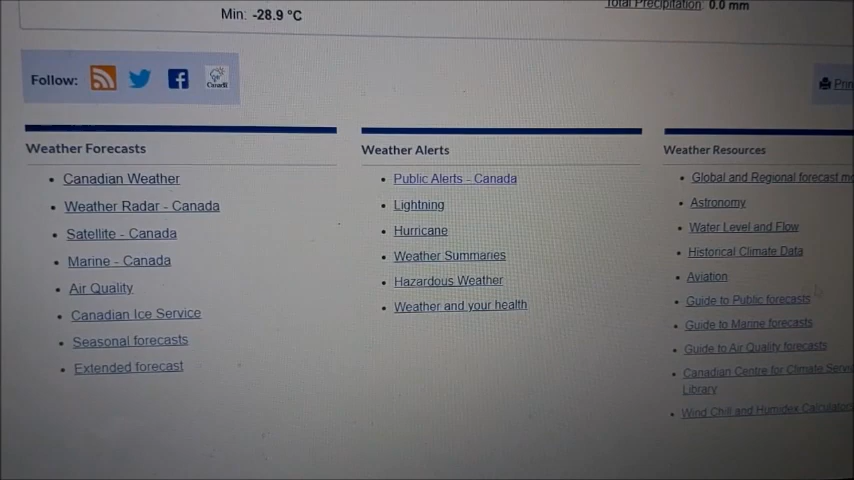 Min: -28.9 °C
Total Precipitation: 0.0 mm
Follow:
Canada
Weather Forecasts
Canadian Weather
Weather Radar - Canada
Satellite - Canada
Marine - Canada
Air Quality
Canadian Ice Service
Seasonal forecasts
Extended forecast
Weather Alerts
Public Alerts - Canada
Lightning
Hurricane
Weather Summaries
Hazardous Weather
Weather and your health
Weather Resources
Global and Regional forecast
Astronomy
Water Level and Flow
Historical Climate Data
Aviation
Guide to Public forecasts
Guide to Marine forecasts
Guide to Air Quality forecasts
Canadian Centre for Climate
Library
Wind Chill and Humidex Calculators